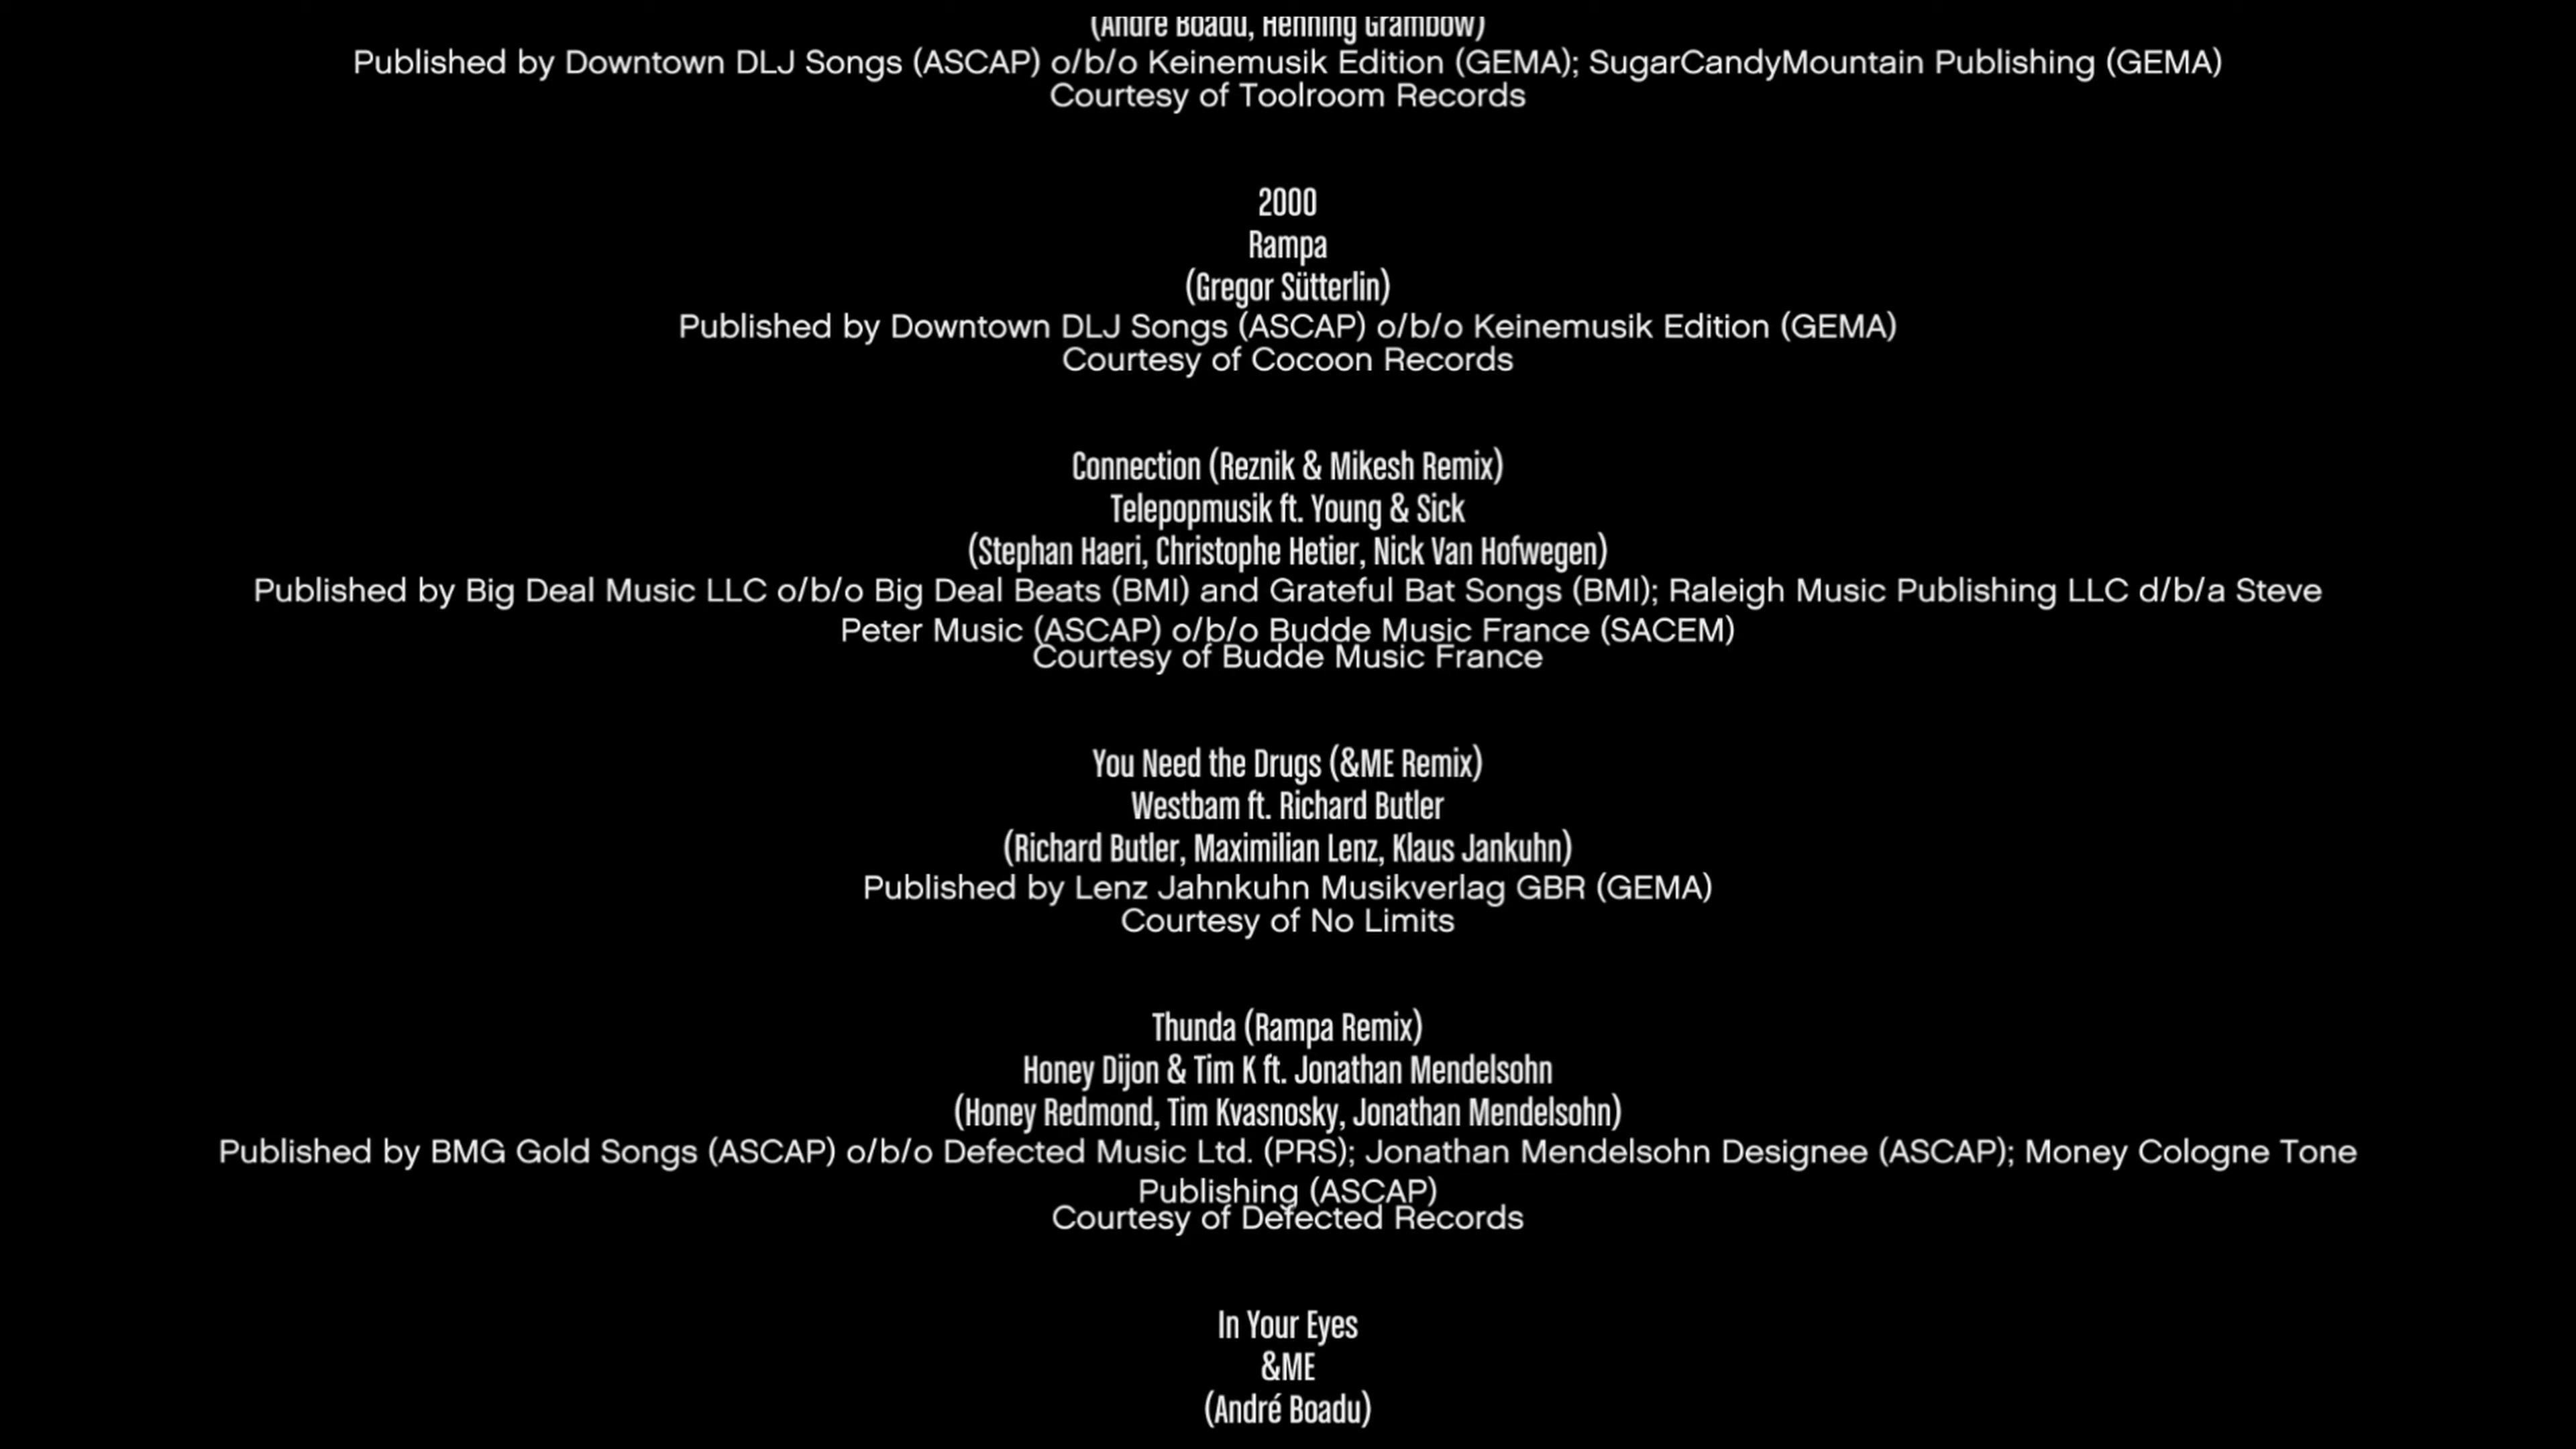 (André Boadu, Henning Grambow)
Published by Downtown DLJ Songs (ASCAP) o/b/o Keinemusik Edition (GEMA); SugarCandyMountain Publishing (GEMA)
Courtesy of Toolroom Records
2000
Rampa
(Gregor Sütterlin)
Published by Downtown DLJ Songs (ASCAP) o/b/o Keinemusik Edition (GEMA)
Courtesy of Cocoon Records
Connection (Reznik & Mikesh Remix)
Telepopmusik ft. Young & Sick
(Stephan Haeri, Christophe Hetier, Nick Van Hofwegen)
Published by Big Deal Music LLC o/b/o Big Deal Beats (BMI) and Grateful Bat Songs (BMI); Raleigh Music Publishing LLC d/b/a Steve
Peter Music (ASCAP) o/b/o Budde Music France (SACEM)
Courtesy of Budde Music France
You Need the Drugs (&ME Remix)
Westbam ft. Richard Butler
(Richard Butler, Maximilian Lenz, Klaus Jankuhn)
Published by Lenz Jahnkuhn Musikverlag GBR (GEMA)
Courtesy of No Limits
Thunda (Rampa Remix)
Honey Dijon & Tim K ft. Jonathan Mendelsohn
(Honey Redmond, Tim Kvasnosky, Jonathan Mendelsohn)
Published by BMG Gold Songs (ASCAP) o/b/o Defected Music Ltd. (PRS); Jonathan Mendelsohn Designee (ASCAP); Money Cologne Tone
Publishing (ASCAP)
Courtesy of Defected Records
In Your Eyes
&ME
(André Boadu)